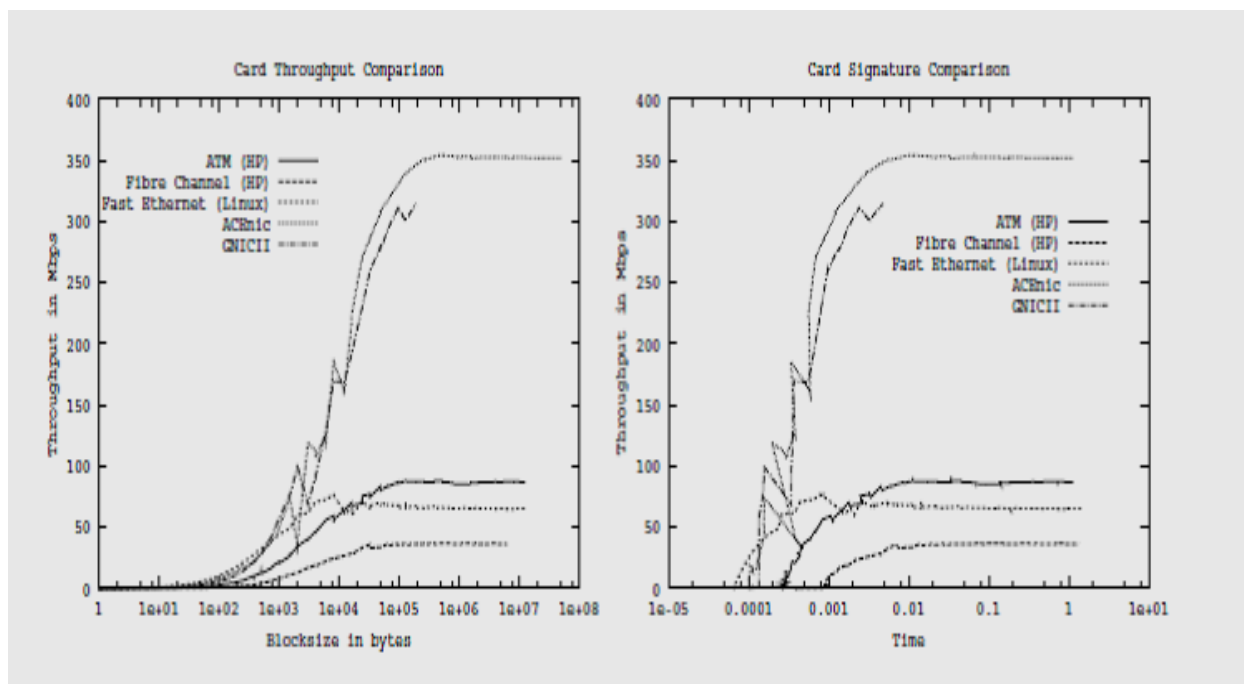 Card Throughput Comparison
400
350
300
250
200
150
100
50
0
Throughput in Mbps
ATM (HP)
Fibre Channel (HP)
Fast Ethernet (Linux)
ACEnic
GNICII
1 1e+01 1e+02 1e+03 1e+04 1e+05 1e+06 1e+07 1e+08
Blocksize in bytes
Card Signature Comparison
400
350
300
250
200
150
100
50
0
Throughput in Mbps
ATM (HP)
Fibre Channel (HP)
Fast Ethernet (Linux)
ACEnic
GNICII
1e-05 0.0001 0.001 0.01 0.1 1 1e+01
Time